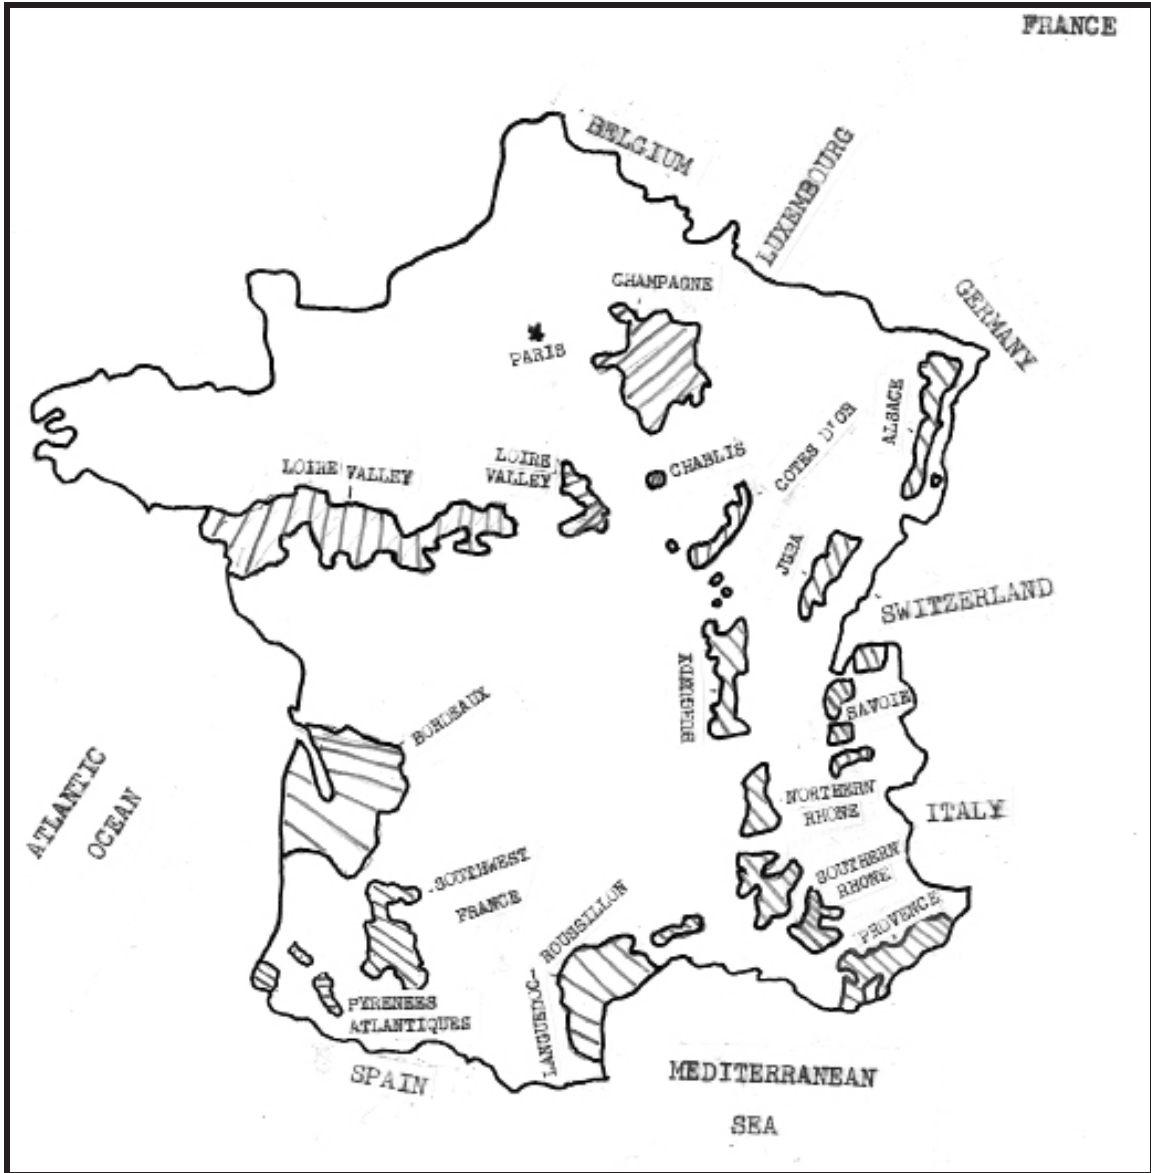 FRANCE
BELGIUM
LUXEMBOURG
GERMANY
CHAMPAGNE
PARIS
ALSACE
COTES D'OR
CHABLIS
LOIRE
VALLEY
LOIRE VALLEY
JURA
SWITZERLAND
BURGUNDY
SAVOIE
BORDEAUX
ATLANTIC
OCEAN
NORTHERN
RHONE
ITALY
SOUTHERN
RHONE
SOUTHWEST
FRANCE
PROVENCE
LANGUEDOC-
ROUSSILLON
PYRENEES
ATLANTIQUES
SPAIN
MEDITERRANEAN
SEA